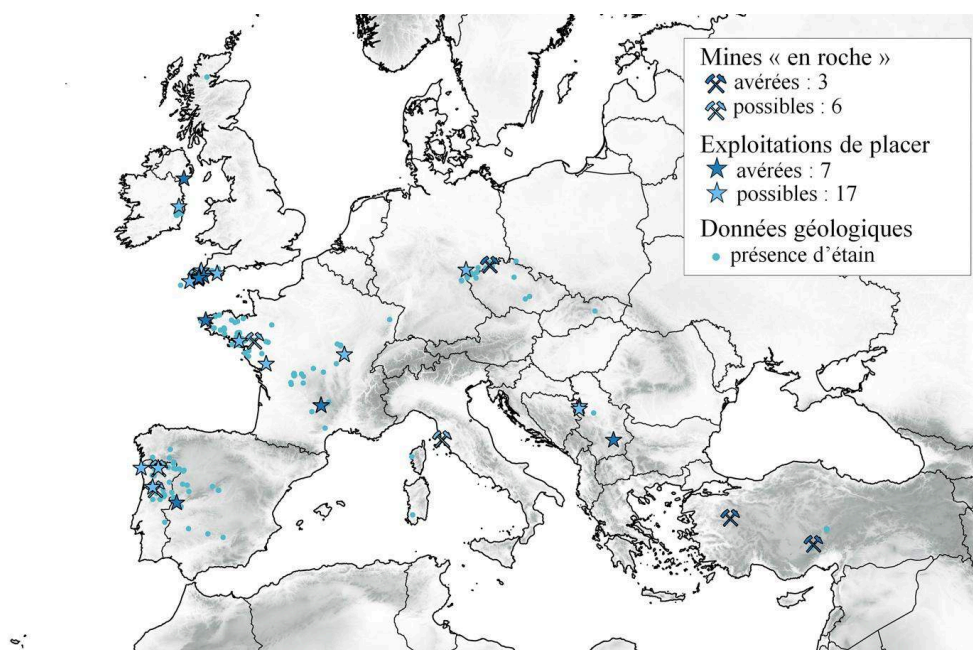 Mines « en roche »
avérées : 3
possibles : 6
Exploitations de placer
avérées : 7
possibles : 17
Données géologiques
présence d’étain